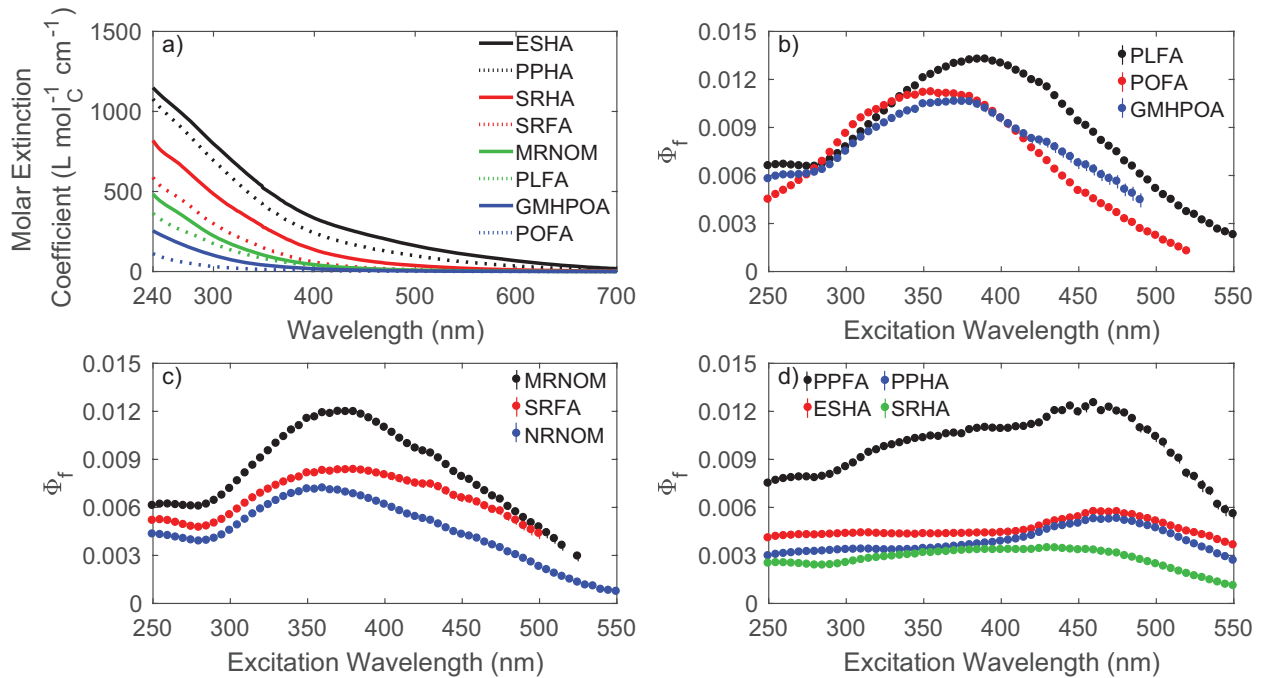 a)
1500
1000
500
0
Molar Extinction
Coefficient (L mol_C^-1 cm^-1)
ESHA
PPHA
SRHA
SRFA
MRNOM
PLFA
GMHPOA
POFA
240 300 400 500 600 700
Wavelength (nm)
b)
0.015
0.012
0.009
0.006
0.003
0
Φ_f
PLFA
POFA
GMHPOA
250 300 350 400 450 500 550
Excitation Wavelength (nm)
c)
0.015
0.012
0.009
0.006
0.003
0
Φ_f
MRNOM
SRFA
NRNOM
250 300 350 400 450 500 550
Excitation Wavelength (nm)
d)
0.015
0.012
0.009
0.006
0.003
0
Φ_f
PPFA PPHA
ESHA SRHA
250 300 350 400 450 500 550
Excitation Wavelength (nm)